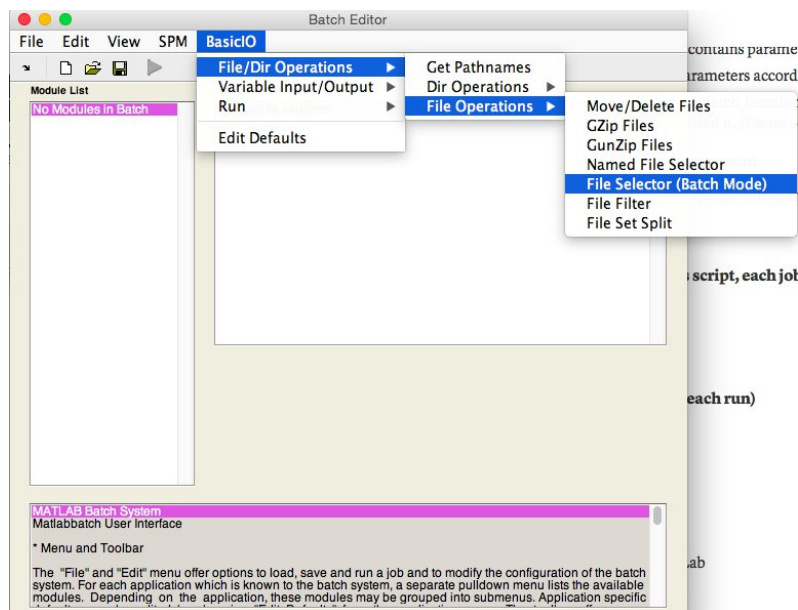 Batch Editor
File Edit View SPM BasicIO
Module List
No Modules in Batch
File/Dir Operations
Variable Input/Output
Run
Edit Defaults
Get Pathnames
Dir Operations
File Operations
Move/Delete Files
GZip Files
GunZip Files
Named File Selector
File Selector (Batch Mode)
File Filter
File Set Split
contains parame
arameters accord
s script, each jol
each run)
ab
MATLAB Batch System
Matlabbatch User Interface
* Menu and Toolbar
The "File" and "Edit" menu offer options to load, save and run a job and to modify the configuration of the batch
system. For each application which is known to the batch system, a separate pulldown menu lists the available
modules. Depending on the application, these modules may be grouped into submenus. Application specific